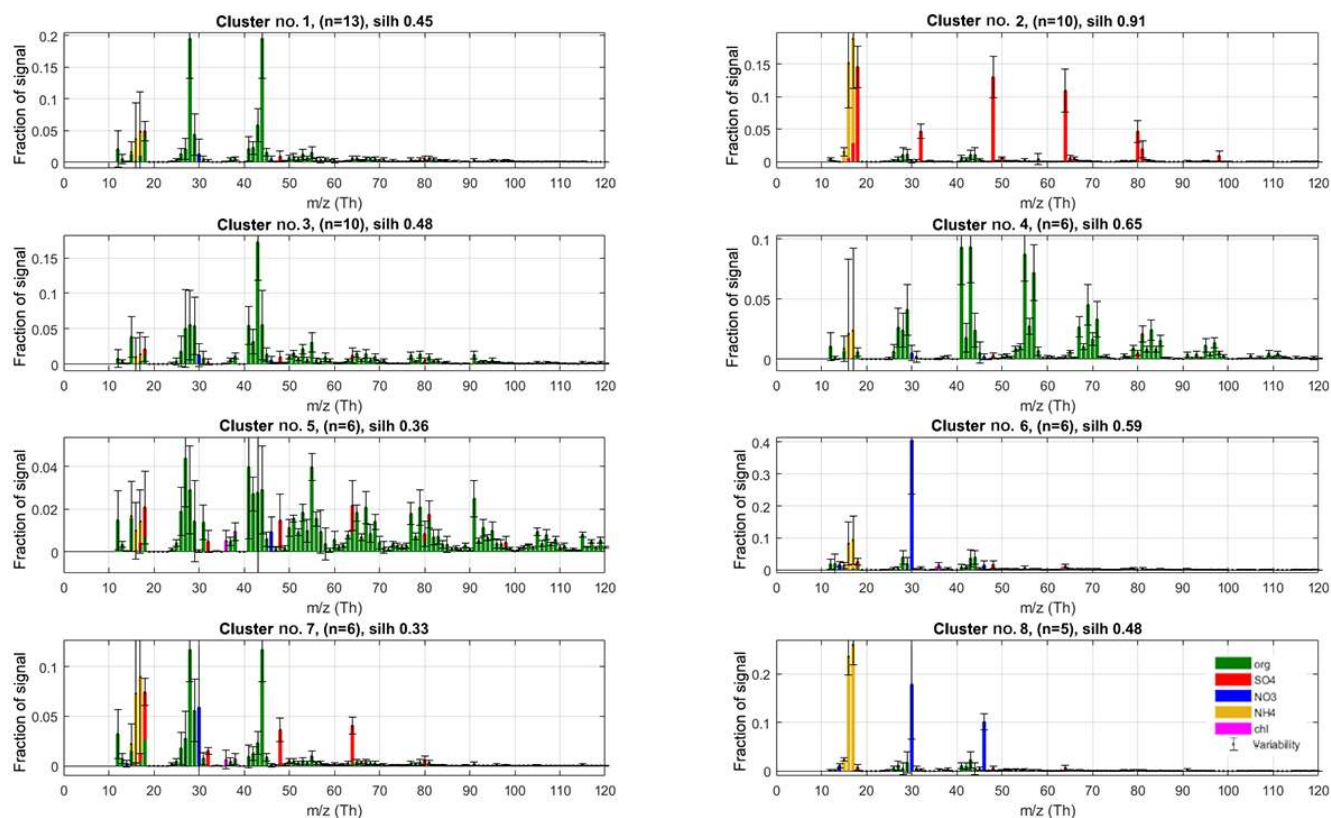 Cluster no. 1, (n=13), silh 0.45
Fraction of signal
0.2
0.15
0.1
0.05
0
0 10 20 30 40 50 60 70 80 90 100 110 120
m/z (Th)
Cluster no. 2, (n=10), silh 0.91
Fraction of signal
0.15
0.1
0.05
0
0 10 20 30 40 50 60 70 80 90 100 110 120
m/z (Th)
Cluster no. 3, (n=10), silh 0.48
Fraction of signal
0.15
0.1
0.05
0
0 10 20 30 40 50 60 70 80 90 100 110 120
m/z (Th)
Cluster no. 4, (n=6), silh 0.65
Fraction of signal
0.1
0.05
0
0 10 20 30 40 50 60 70 80 90 100 110 120
m/z (Th)
Cluster no. 5, (n=6), silh 0.36
Fraction of signal
0.04
0.02
0
0 10 20 30 40 50 60 70 80 90 100 110 120
m/z (Th)
Cluster no. 6, (n=6), silh 0.59
Fraction of signal
0.4
0.3
0.2
0.1
0
0 10 20 30 40 50 60 70 80 90 100 110 120
m/z (Th)
Cluster no. 7, (n=6), silh 0.33
Fraction of signal
0.1
0.05
0
0 10 20 30 40 50 60 70 80 90 100 110 120
m/z (Th)
Cluster no. 8, (n=5), silh 0.48
Fraction of signal
0.2
0.1
0
0 10 20 30 40 50 60 70 80 90 100 110 120
m/z (Th)
org
SO4
NO3
NH4
chl
Variability